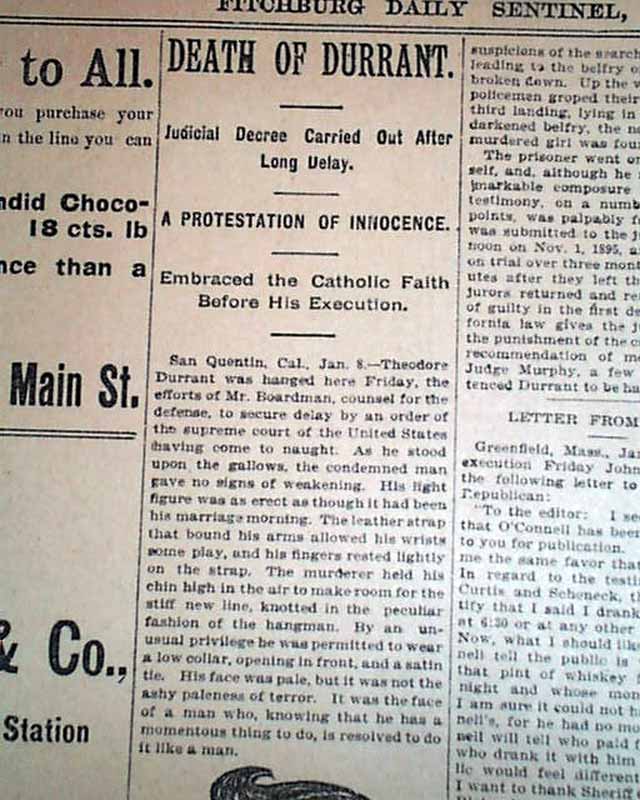 FITCHBURG DAILY SENTINEL,
to All.
you purchase your
n the line you can
ndid Choco-
18 cts. lb
nce than a
Main St.
& Co.,
Station
DEATH OF DURRANT.
Judicial Decree Carried Out After
Long Delay.
A PROTESTATION OF INNOCENCE.
Embraced the Catholic Faith
Before His Execution.
San Quentin, Cal., Jan. 8.—Theodore
Durrant was hanged here Friday, the
efforts of Mr. Boardman, counsel for the
defense, to secure delay by an order of
the supreme court of the United States
having come to naught. As he stood
upon the gallows, the condemned man
gave no signs of weakening. His light
figure was as erect as though it had been
his marriage morning. The leather strap
that bound his arms allowed his wrists
some play, and his fingers rested lightly
on the strap. The murderer held his
chin high in the air to make room for the
stiff new line, knotted in the peculiar
fashion of the hangman. By an un-
usual privilege he was permitted to wear
a low collar, opening in front, and a satin
tie. His face was pale, but it was not the
ashy paleness of terror. It was the face
of a man who, knowing that he has a
momentous thing to do, is resolved to do
it like a man.
suspicions of the search
leading to the belfry
broken down. Up the
policemen groped their
third landing, lying in
darkened belfry, the
murdered girl was
The prisoner went
self, and, although he
markable composure
testimony, on a
points, was palpably
was submitted to the
noon on Nov. 1, 1895,
on trial over three
utes after they left
jurors returned and
of guilty in the first
fornia law gives the
the punishment of the
recommendation of
Judge Murphy, a few
tenced Durrant to be
LETTER FROM
Greenfield, Mass.,
execution Friday John
the following letter to
Republican:
"To the editor: I
that O'Connell has been
to you for publication.
me the same favor that
In regard to the
Curtis and Scheneck,
tify that I said I drank
at 6:30 or at any other
Now, what I should like
nell tell the public is
that pint of whiskey
night and whose
I am sure it could not
nell's, for he had no
nell will tell who paid
who drank it with him
lic would feel
I want to thank Sheriff